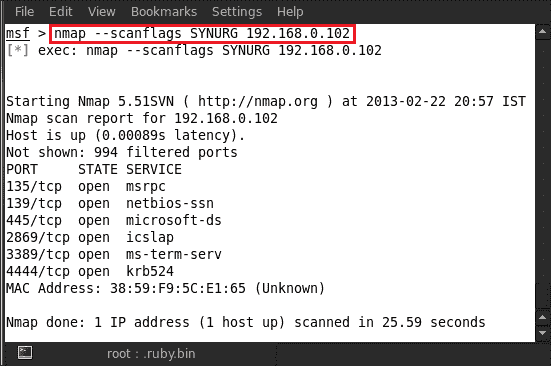 File Edit View Bookmarks Settings Help
msf > nmap --scanflags SYNURG 192.168.0.102
[*] exec: nmap --scanflags SYNURG 192.168.0.102
Starting Nmap 5.51SVN ( http://nmap.org ) at 2013-02-22 20:57 IST
Nmap scan report for 192.168.0.102
Host is up (0.00089s latency).
Not shown: 994 filtered ports
PORT STATE SERVICE
135/tcp open msrpc
139/tcp open netbios-ssn
445/tcp open microsoft-ds
2869/tcp open icslap
3389/tcp open ms-term-serv
4444/tcp open krb524
MAC Address: 38:59:F9:5C:E1:65 (Unknown)
Nmap done: 1 IP address (1 host up) scanned in 25.59 seconds
root : .ruby.bin